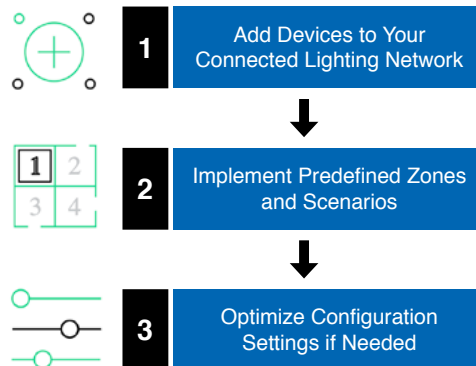 1
Add Devices to Your
Connected Lighting Network
1 2
3 4
2
Implement Predefined Zones
and Scenarios
3
Optimize Configuration
Settings if Needed